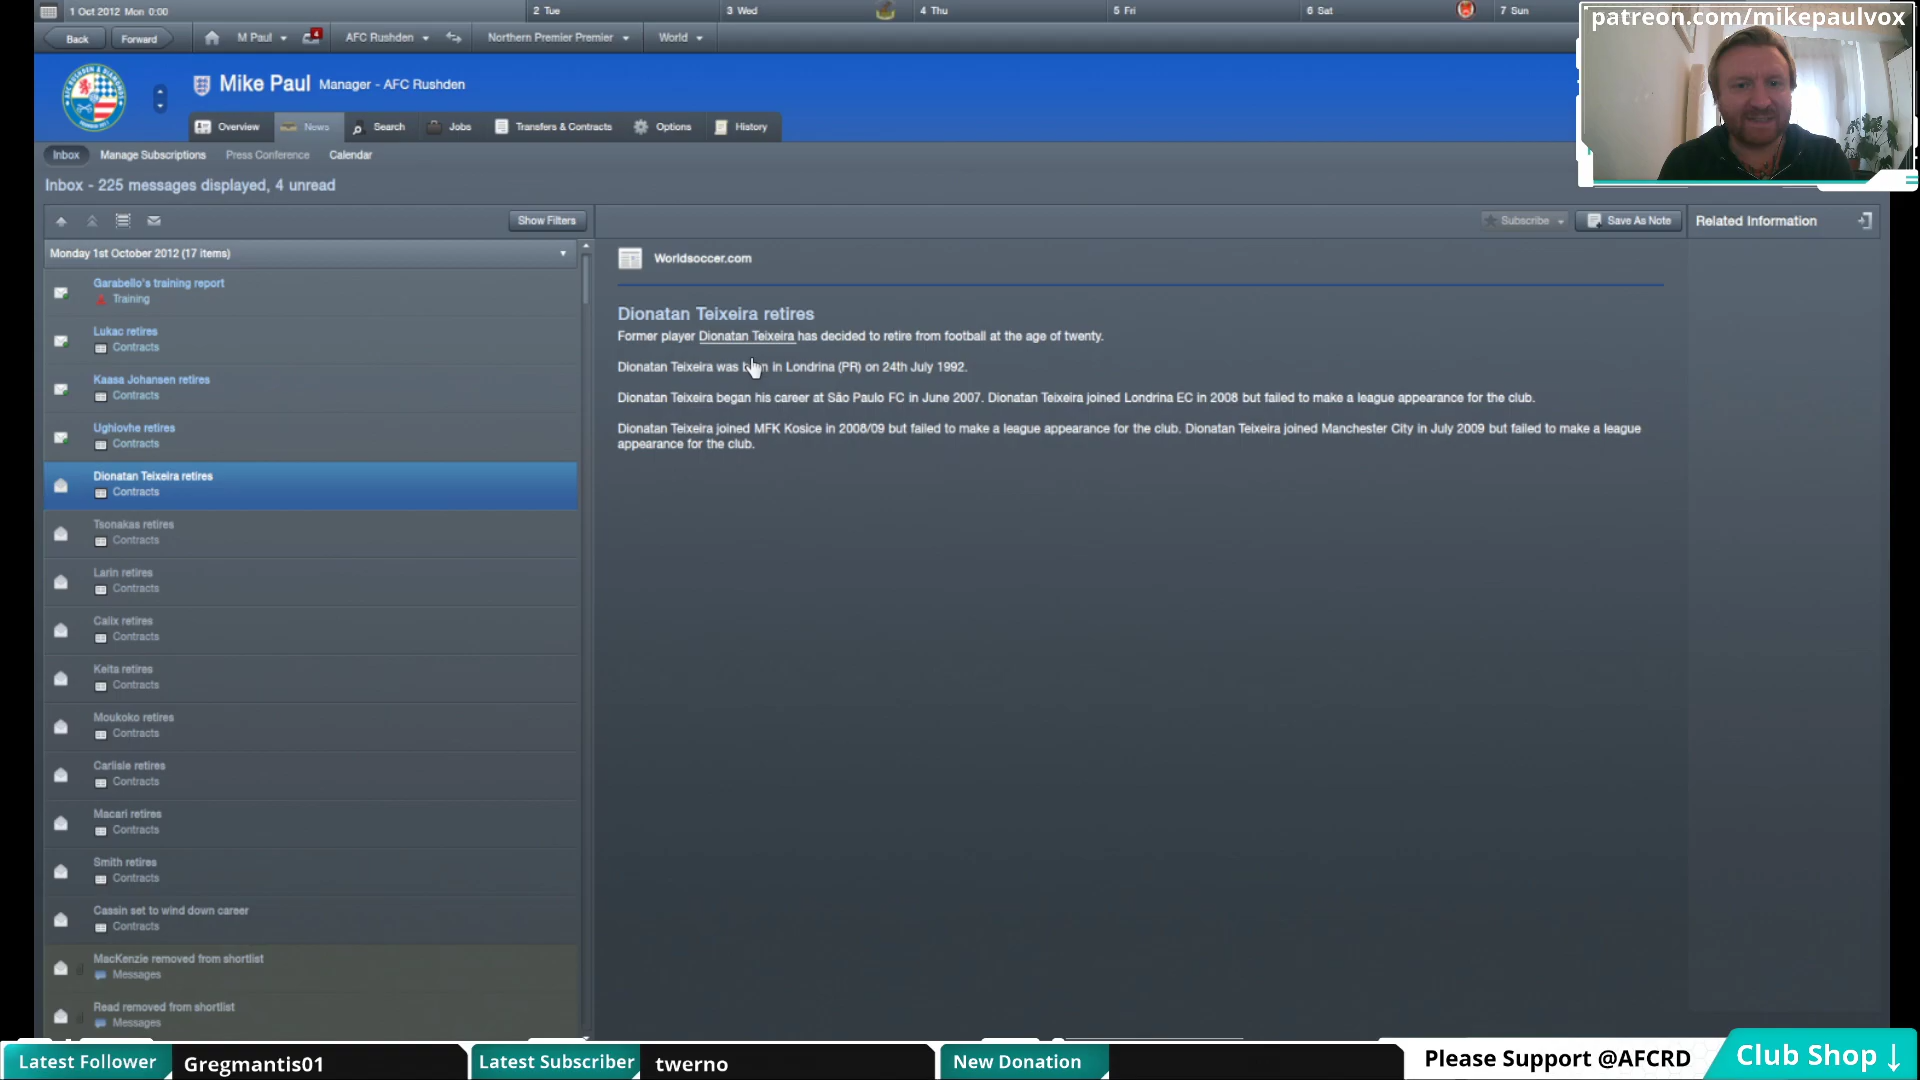 1 Oct 2012 Mon 0:00
2 Tue
3 Wed
4 Thu
5 Fri
6 Sat
7 Sun
patreon.com/mikepaulvox
Back
Forward
M Paul
4
AFC Rushden
Northern Premier Premier
World
Mike Paul Manager - AFC Rushden
Overview
News
Search
Jobs
Transfers & Contracts
Options
History
Inbox
Manage Subscriptions
Press Conference
Calendar
Inbox - 225 messages displayed, 4 unread
Show Filters
Subscribe
Save As Note
Related Information
Monday 1st October 2012 (17 items)
Garabello's training report
Training
Lukac retires
Contracts
Kaasa Johansen retires
Contracts
Ughlovhe retires
Contracts
Dionatan Teixeira retires
Contracts
Tsonakas retires
Contracts
Larin retires
Contracts
Calix retires
Contracts
Keita retires
Contracts
Moukoko retires
Contracts
Carlisle retires
Contracts
Macari retires
Contracts
Smith retires
Contracts
Cassin set to wind down career
Contracts
MacKenzie removed from shortlist
Messages
Read removed from shortlist
Messages
Worldsoccer.com
Dionatan Teixeira retires
Former player Dionatan Teixeira has decided to retire from football at the age of twenty.
Dionatan Teixeira was born in Londrina (PR) on 24th July 1992.
Dionatan Teixeira began his career at São Paulo FC in June 2007. Dionatan Teixeira joined Londrina EC in 2008 but failed to make a league appearance for the club.
Dionatan Teixeira joined MFK Kosice in 2008/09 but failed to make a league appearance for the club. Dionatan Teixeira joined Manchester City in July 2009 but failed to make a league
appearance for the club.
Latest Follower
Gregmantis01
Latest Subscriber
twerno
New Donation
Please Support @AFCRD
Club Shop ↓